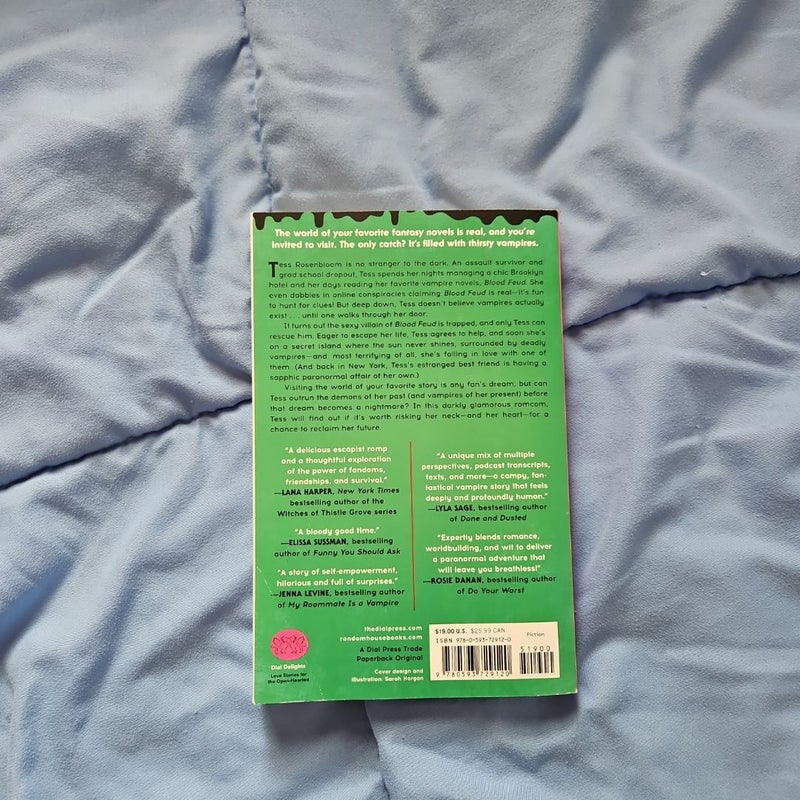 The world of your favorite fantasy novels is real, and you're
invited to visit. The only catch? It's filled with thirsty vampires.
Tess Rosenbloom is no stranger to the dark. An assault survivor and
grad school dropout, Tess spends her nights managing a chic Brooklyn
hotel and her days reading her favorite vampire novels, Blood Feud. She
even dabbles in online conspiracies claiming Blood Feud is real—it's fun
to hunt for clues! But deep down, Tess doesn't believe vampires actually
exist . . . until one walks through her door.
It turns out the sexy villain of Blood Feud is trapped, and only Tess can
rescue him. Eager to escape her life, Tess agrees to help, and soon she's
on a secret island where the sun never shines, surrounded by deadly
vampires—and, most terrifying of all, she's falling in love with one of
them. (And back in New York, Tess's estranged best friend is having a
sapphic paranormal affair of her own.)
Visiting the world of your favorite story is any fan's dream, but can
Tess outrun the demons of her past (and vampires of her present) before
that dream becomes a nightmare? In this darkly glamorous romcom,
Tess will find out if it's worth risking her neck—and her heart—for a
chance to reclaim her future.
"A delicious escapist romp
and a thoughtful exploration
of the power of fandoms,
friendships, and survival."
—LANA HARPER, New York Times
bestselling author of the
Witches of Thistle Grove series
"A bloody good time."
—ELISSA SUSSMAN, bestselling
author of Funny You Should Ask
"A story of self-empowerment,
hilarious and full of surprises."
—JENNA LEVINE, bestselling author
of My Roommate Is a Vampire
"A unique mix of multiple
perspectives, podcast transcripts,
texts, and more—a campy, fan-
tastical vampire story that feels
deeply and profoundly human."
—LYLA SAGE, bestselling author
of Done and Dusted
"Expertly blends romance,
worldbuilding, and wit to deliver
a paranormal adventure that
will leave you breathless!"
—ROSIE DANAN, bestselling author
of Do Your Worst
Dial Delights
Love Stories for
the Open-Hearted
thedialpress.com
randomhousebooks.com
A Dial Press Trade
Paperback Original
Cover design and
illustration: Sarah Horgan
$19.00 U.S. $25.99 CAN
Fiction
ISBN 978-0-593-72912-0
51900
9 780593 729120